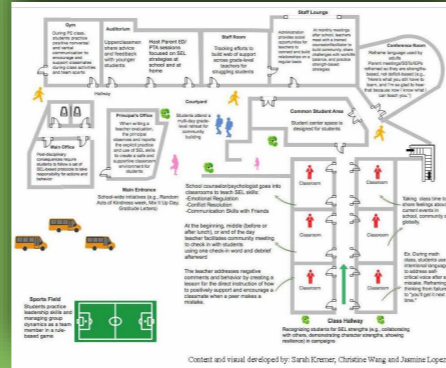 Gym
During PE class,
students practice
positive nonverbal
and verbal
communication to
encourage and
support classmates
during class activities
and team sports
Auditorium
Upperclassmen
share advice
and feedback
with younger
students
Host Parent ED/
PTA sessions
focused on SEL
strategies at
school and at
home
Staff Room
Tracking efforts to
build web of support
across grade-level
teachers for
struggling students
Staff Lounge
Administration
provides social
opportunities to
teachers to
connect and build
relationships on a
regular basis
At monthly meetings
after school, teachers
meet with a trained
counselor/facilitator to
build community, share
challenges with work/life
balance, and practice
strength-based
strategies
Conference Room
Reframe language used by
adults
Parent meetings/SSTs/IEPs
reframed so they are strengths-
based, not deficit-based (e.g.,
"Here's what you will have to
learn, and I'm so glad to hear
that because now I know what I
can teach you.")
Hallway
Main Office
Main disciplinary
consequences require
students to follow a set of
SEL-based protocols to take
responsibility for actions and
behavior
Principal's Office
When writing a
teacher evaluation,
the principal
observes and reports
the explicit practice
and use of SEL skills
to create a safe and
supportive classroom
environment for
students
Courtyard
Students attend a
multi-day grade-
level retreat for
community
building
Common Student Area
Student center space is
designed for students
Main Entrance
School-wide initiatives (e.g., Random
Acts of Kindness week, Mix It Up Day,
Gratitude Letters).
School counselor/psychologist goes into
classrooms to teach SEL skills:
-Emotional Regulation
-Conflict Resolution
-Communication Skills with Friends
At the beginning, middle (before or
after lunch), or end of the day
teacher facilitates community meeting
to check in with students
using one check-in word and debrief
afterward
The teacher addresses negative
comments and behavior by creating a
lesson for the direct instruction of how
to positively support and encourage a
classmate when a peer makes a
mistake.
Classroom
Classroom
Classroom
Classroom
Classroom
Classroom
Taking class time to
share feelings about
current events in
school, community or
globally.
Ex. During math
class, students use
intentional language
to address self-
critical voice after a
mistake. Reframing
thinking from failure
to "you'll get it next
time."
Sports Field
Students practice
leadership skills and
managing group
dynamics as a team
member in a rule-
based game
Class Hallway
Recognizing students for SEL strengths (e.g., collaborating
with others, demonstrating character strengths, showing
resilience) in campaigns
Content and visual developed by: Sarah Kremer, Christine Wang and Jasmine Lopez